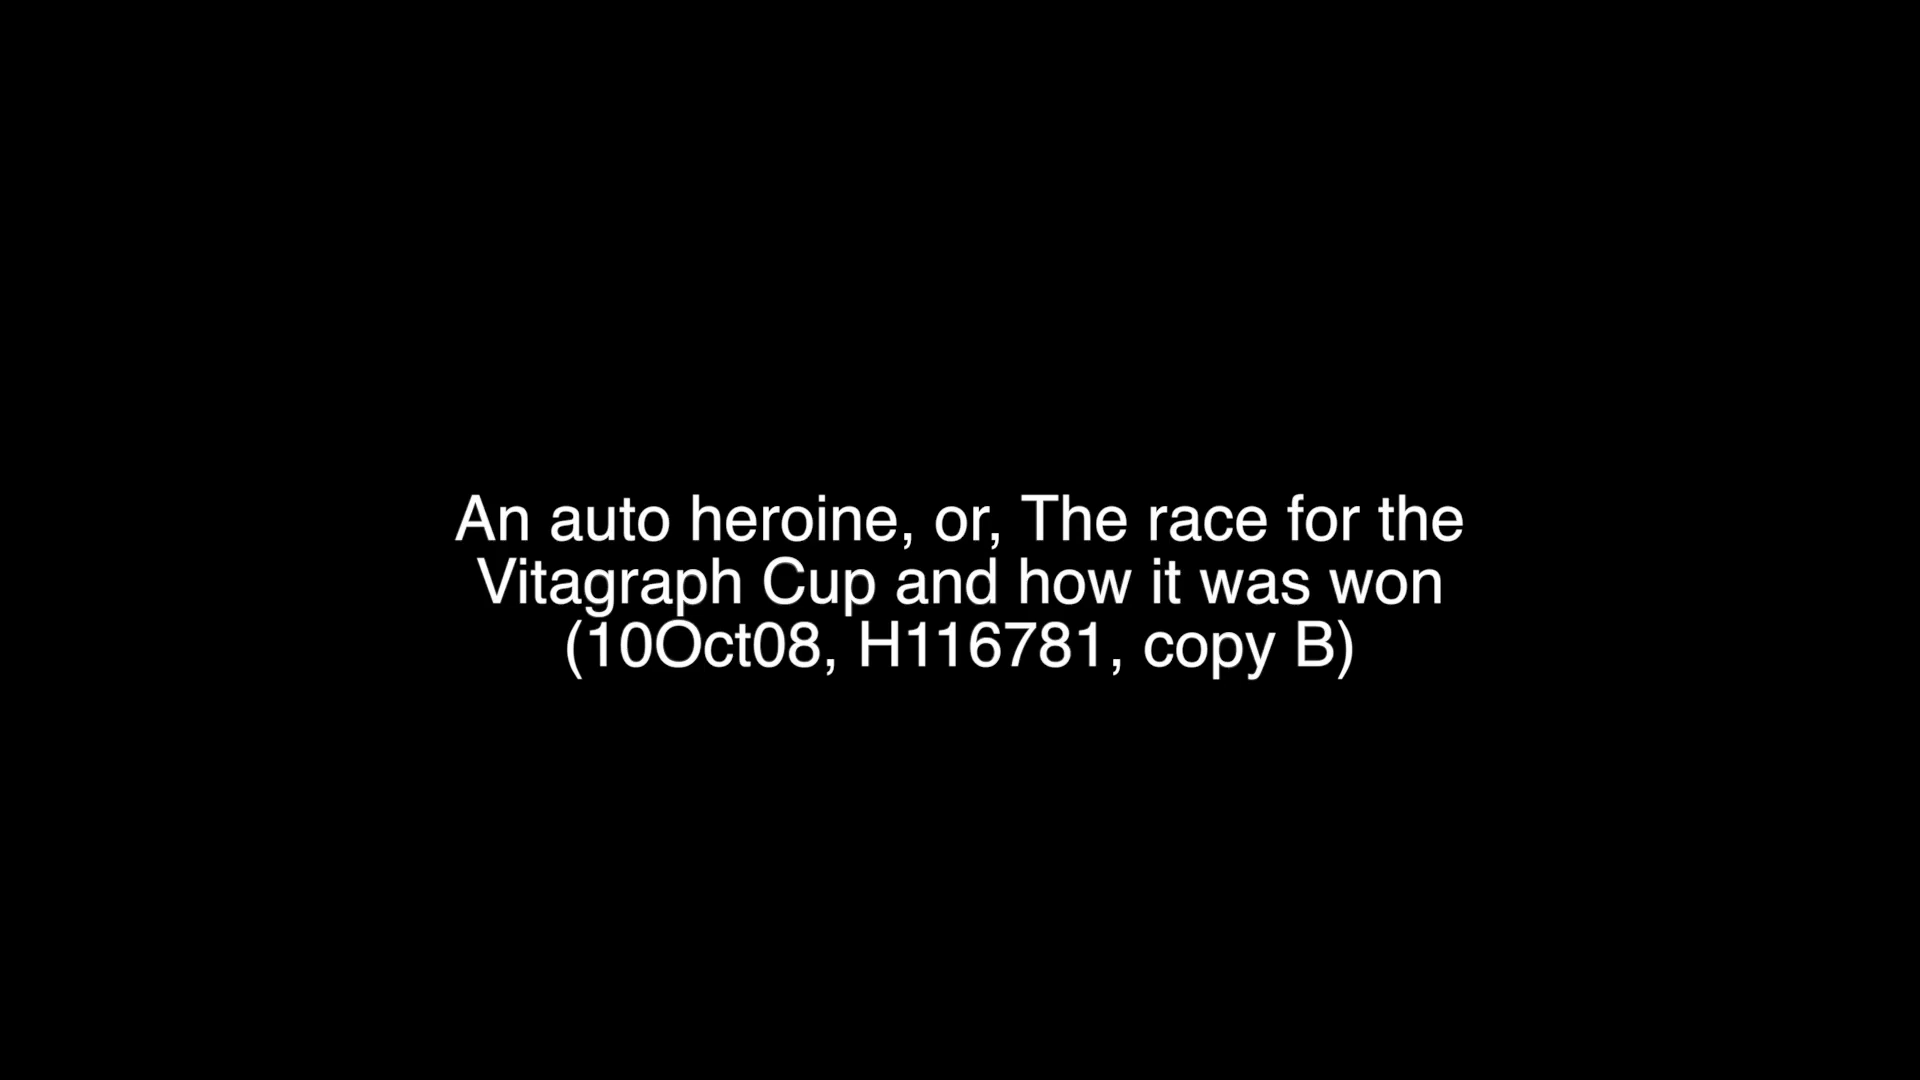 An auto heroine, or, The race for the
Vitagraph Cup and how it was won
(10Oct08, H116781, copy B)